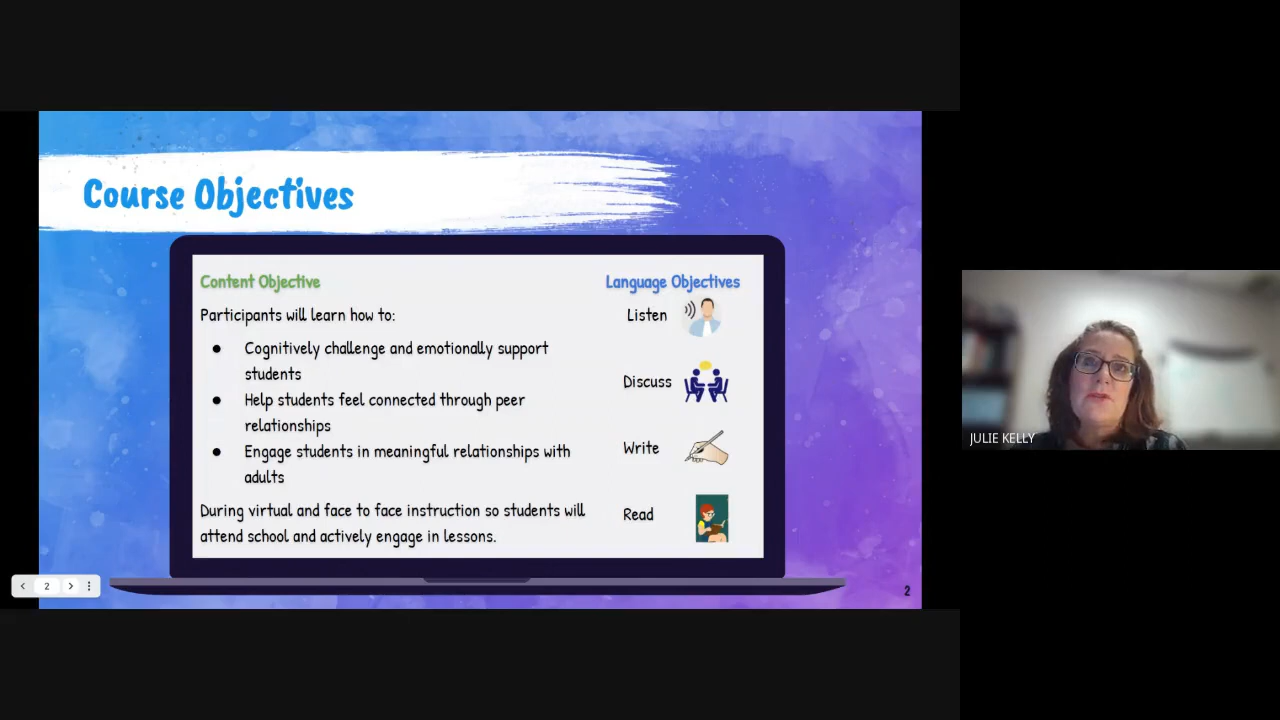 Course Objectives
Content Objective
Participants will learn how to:
● Cognitively challenge and emotionally support
students
● Help students feel connected through peer
relationships
● Engage students in meaningful relationships with
adults
During virtual and face to face instruction so students will
attend school and actively engage in lessons.
Language Objectives
Listen
Discuss
Write
Read
2
2
JULIE KELLY